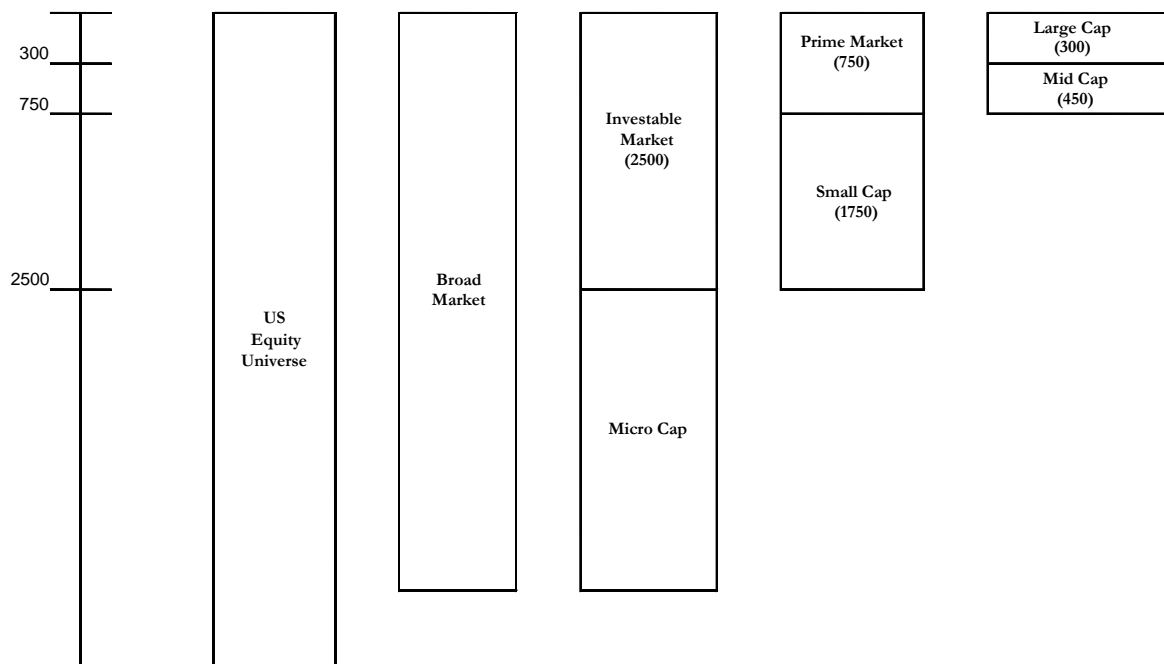 300
750
2500
US
Equity
Universe
Broad
Market
Investable
Market
(2500)
Micro Cap
Prime Market
(750)
Small Cap
(1750)
Large Cap
(300)
Mid Cap
(450)